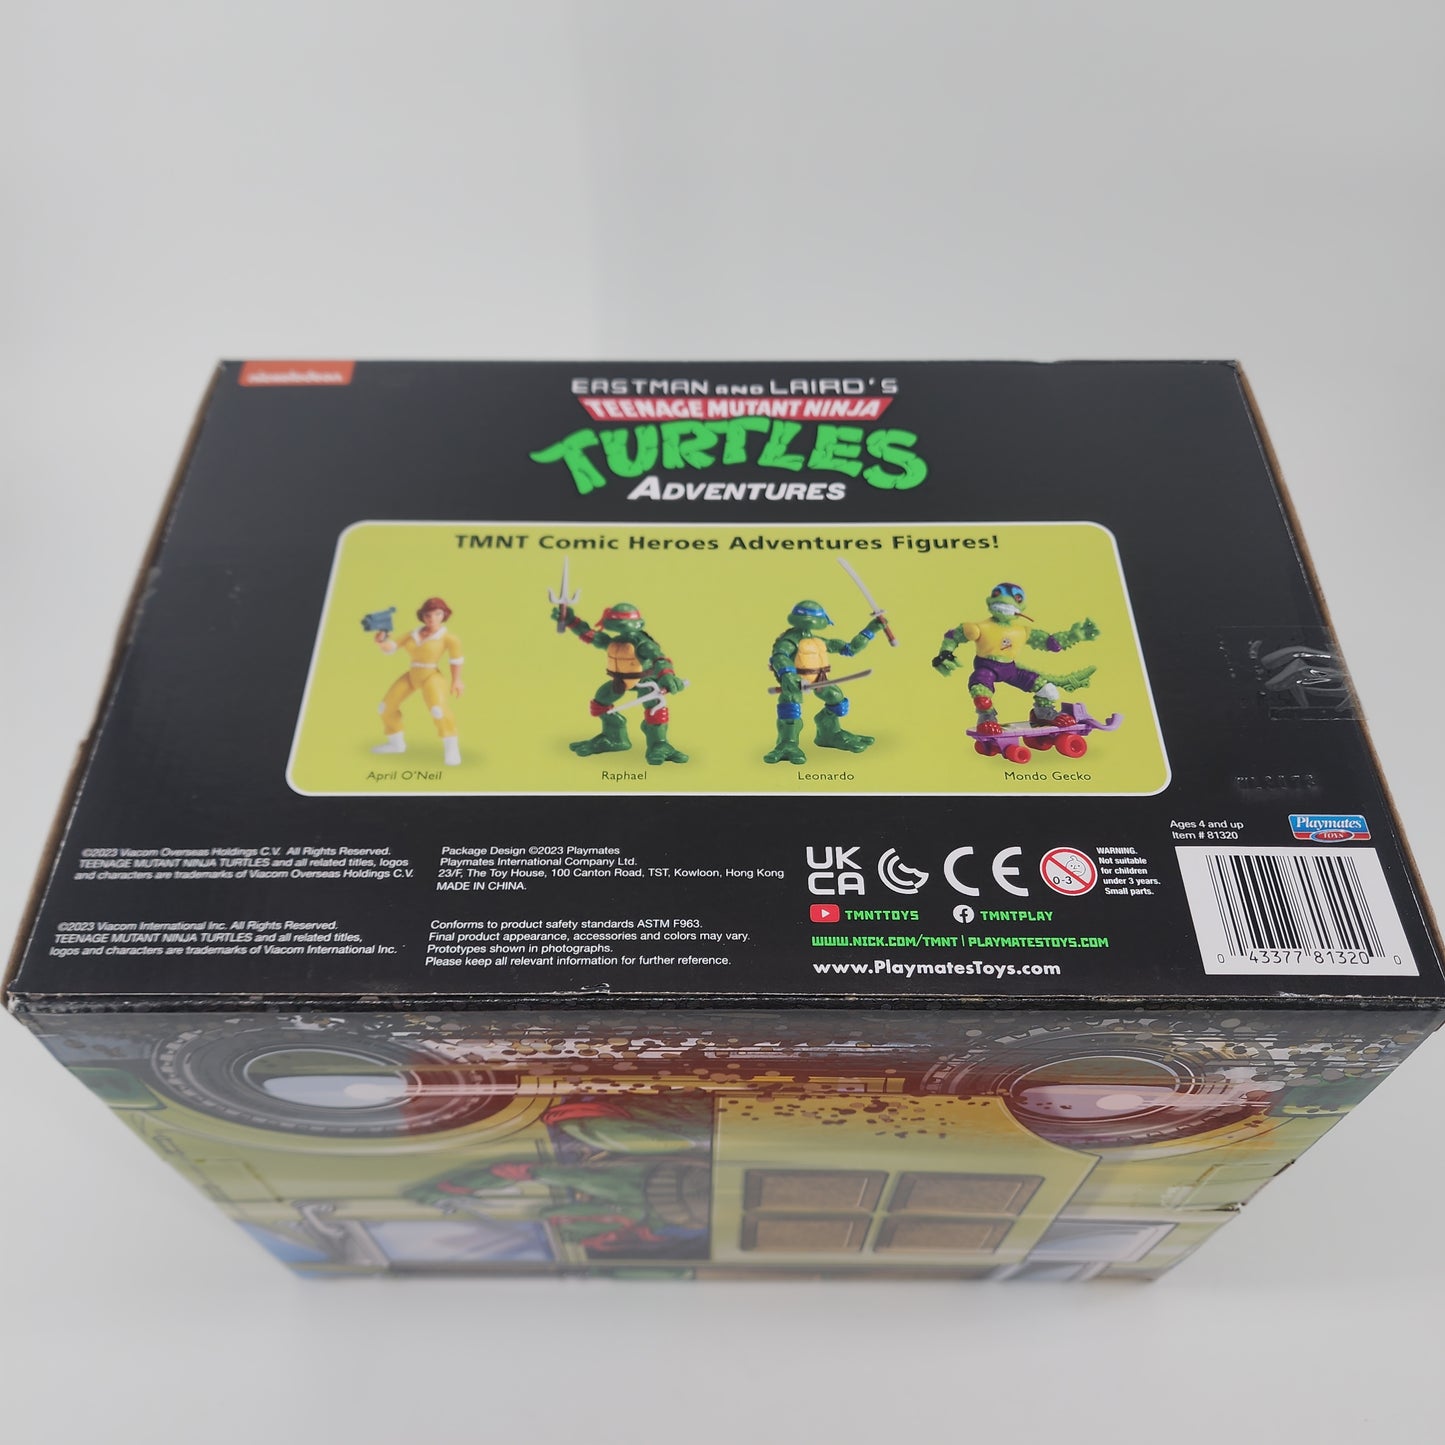 nickelodeon
EASTMAN AND LAIRD'S
TEENAGE MUTANT NINJA
TURTLES
ADVENTURES
TMNT Comic Heroes Adventures Figures!
April O'Neil
Raphael
Leonardo
Mondo Gecko
©2023 Viacom Overseas Holdings C.V. All Rights Reserved.
TEENAGE MUTANT NINJA TURTLES and all related titles, logos
and characters are trademarks of Viacom Overseas Holdings C.V.
©2023 Viacom International Inc. All Rights Reserved.
TEENAGE MUTANT NINJA TURTLES and all related titles,
logos and characters are trademarks of Viacom International Inc.
Package Design ©2023 Playmates
Playmates International Company Ltd.
23/F, The Toy House, 100 Canton Road, TST, Kowloon, Hong Kong
MADE IN CHINA.
Conforms to product safety standards ASTM F963.
Final product appearance, accessories and colors may vary.
Prototypes shown in photographs.
Please keep all relevant information for further reference.
UK
CA
CE
0-3
WARNING.
Not suitable
for children
under 3 years.
Small parts.
TMNTTOYS
TMNTPLAY
WWW.NICK.COM/TMNT | PLAYMATESTOYS.COM
www.PlaymatesToys.com
Ages 4 and up
Item # 81320
Playmates
TOYS
0 43377 81320 0